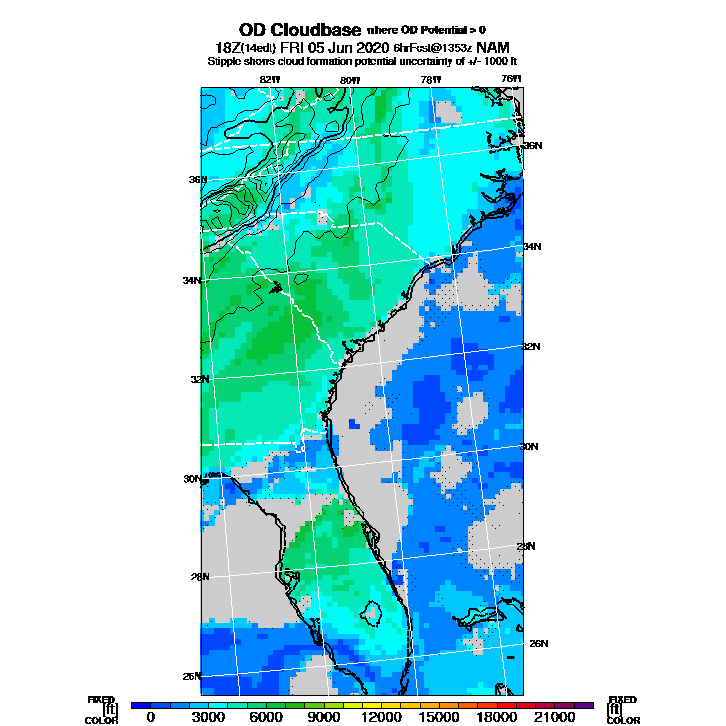 OD Cloudbase where OD Potential > 0
18Z(14edt) FRI 05 Jun 2020 6hrFcst@1353z NAM
Stipple shows cloud formation potential uncertainty of +/- 1000 ft
82W 80W 78W 76W
36N 36N
34N 34N
32N 32N
30N 30N
28N 28N
26N 26N
FIXED FIXED
[ft] 0 3000 6000 9000 12000 15000 18000 21000 [ft]
COLOR COLOR